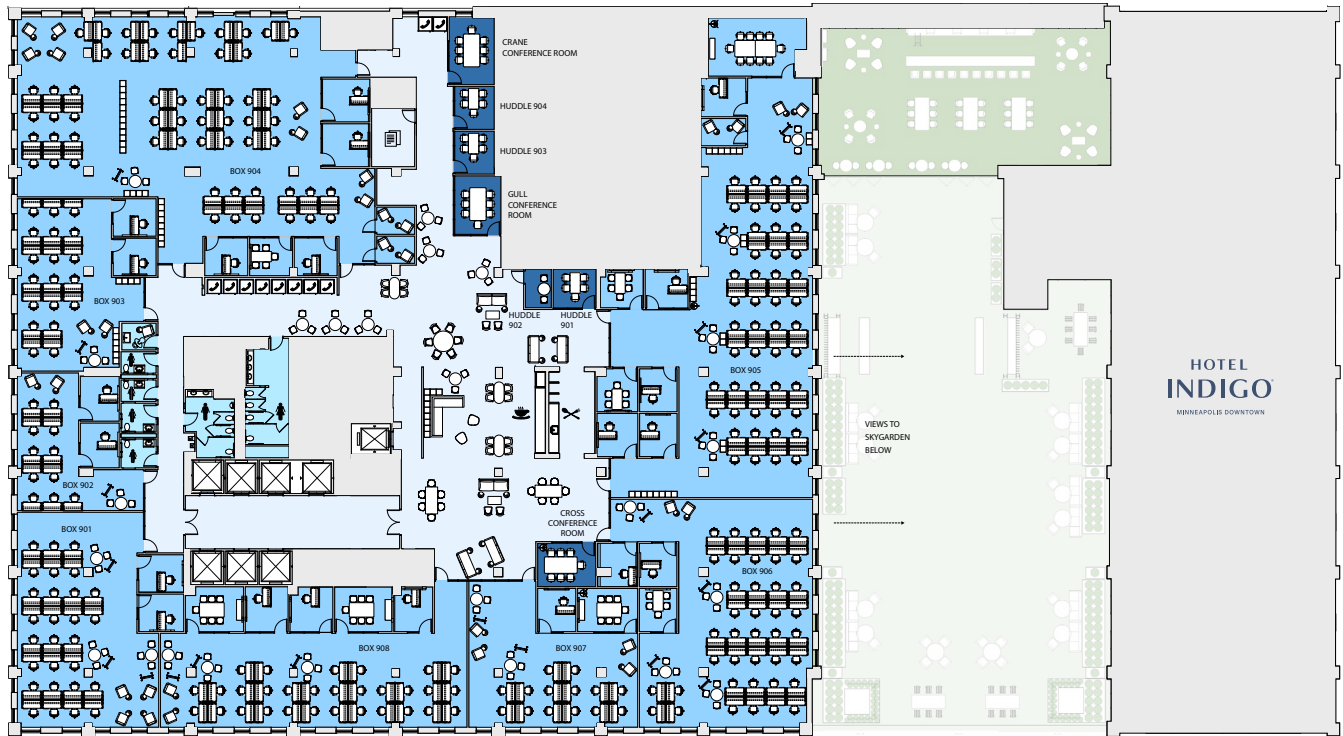 CRANE
CONFERENCE ROOM
HUDDLE 904
HUDDLE 903
GULL
CONFERENCE
ROOM
BOX 904
BOX 903
HUDDLE
902
HUDDLE
901
BOX 905
HOTEL
INDIGO
MINNEAPOLIS DOWNTOWN
VIEWS TO
SKYGARDEN
BELOW
BOX 902
BOX 901
CROSS
CONFERENCE
ROOM
BOX 906
BOX 908
BOX 907